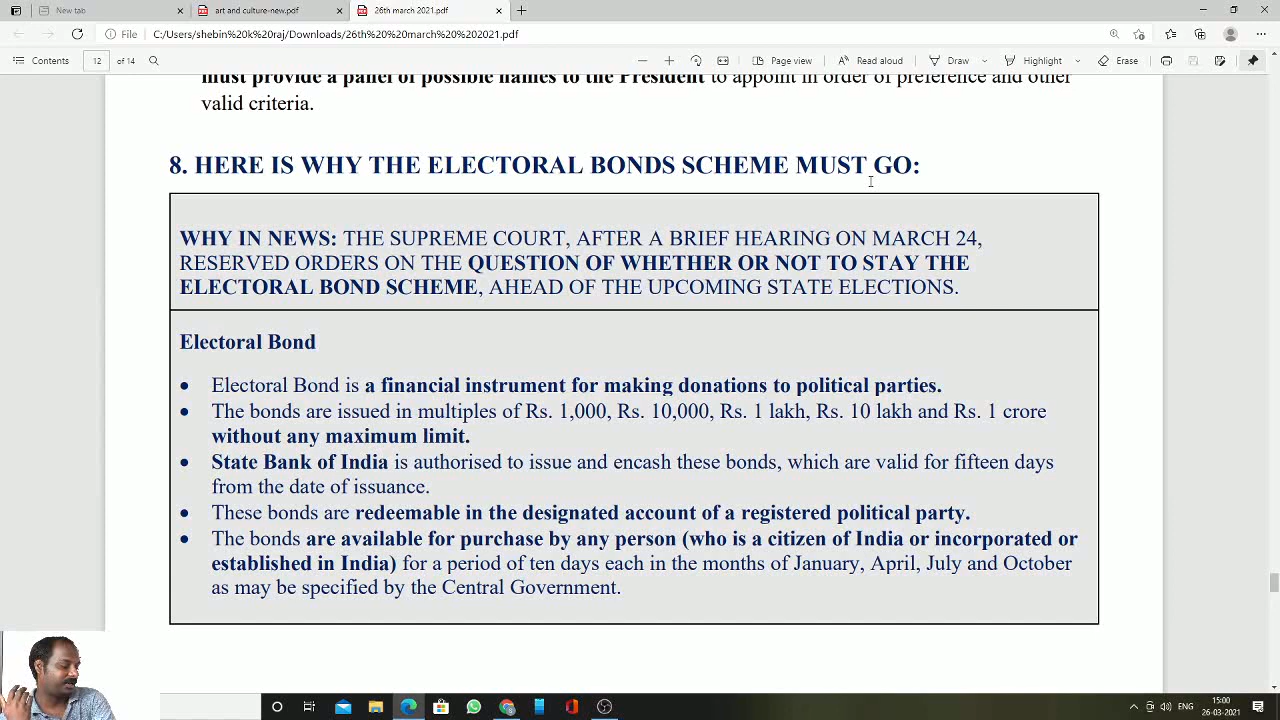 New tab
art and culture-new.pdf
26th march 2021.pdf
File
C:/Users/shebin%20k%20raj/Downloads/26th%20%20march%20%202021.pdf
Contents
12 of 14
Page view
Read aloud
Draw
Highlight
Erase
must provide a panel of possible names to the President to appoint in order of preference and other
valid criteria.
8. HERE IS WHY THE ELECTORAL BONDS SCHEME MUST GO:
WHY IN NEWS: THE SUPREME COURT, AFTER A BRIEF HEARING ON MARCH 24,
RESERVED ORDERS ON THE QUESTION OF WHETHER OR NOT TO STAY THE
ELECTORAL BOND SCHEME, AHEAD OF THE UPCOMING STATE ELECTIONS.
Electoral Bond
• Electoral Bond is a financial instrument for making donations to political parties.
• The bonds are issued in multiples of Rs. 1,000, Rs. 10,000, Rs. 1 lakh, Rs. 10 lakh and Rs. 1 crore
without any maximum limit.
• State Bank of India is authorised to issue and encash these bonds, which are valid for fifteen days
from the date of issuance.
• These bonds are redeemable in the designated account of a registered political party.
• The bonds are available for purchase by any person (who is a citizen of India or incorporated or
established in India) for a period of ten days each in the months of January, April, July and October
as may be specified by the Central Government.
ENG
15:00
26-03-2021